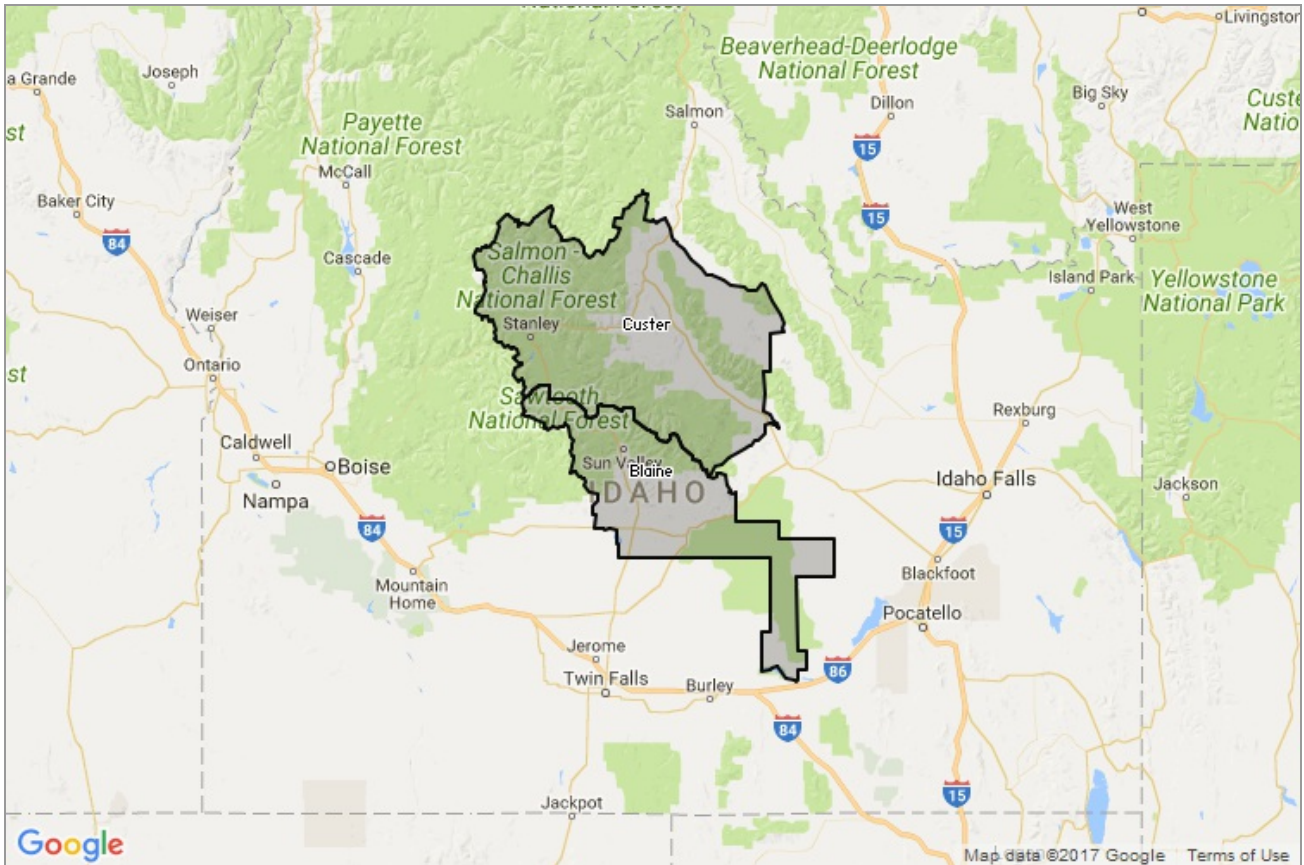 National Forest
Livingston
Beaverhead-Deerlodge
National Forest
Joseph
a Grande
Big Sky
Dillon
Custe
Natio
Salmon
Payette
National Forest
st
15
McCall
Baker City
15
West
Yellowstone
84
Salmon -
Challis
National Forest
Cascade
Island Park
Yellowstone
National Park
Weiser
Stanley
Custer
Ontario
st
Sawtooth
National Forest
Rexburg
Caldwell
Boise
Sun Valley
Blaine
Idaho Falls
Nampa
IDAHO
Jackson
84
15
Mountain
Home
Blackfoot
Pocatello
Jerome
86
Twin Falls
Burley
84
15
Jackpot
Google
Map data ©2017 Google
Terms of Use